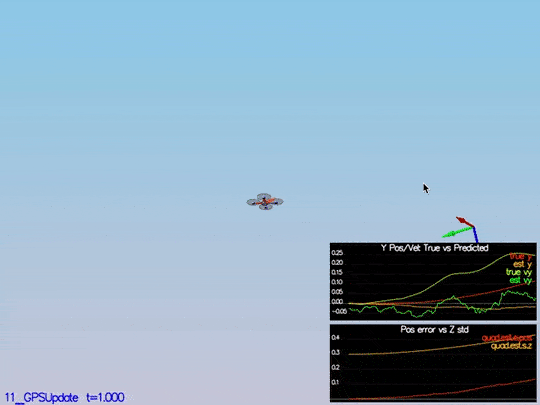 Y Pos/Vel True vs Predicted
0.25
0.20
0.15
0.10
0.05
0.00
-0.05
true y
est y
true vy
est vy
Pos error vs Z std
0.4
0.3
0.2
0.1
quad.est.e.pos
quad.est.s.z
11_GPSUpdate t=1.000